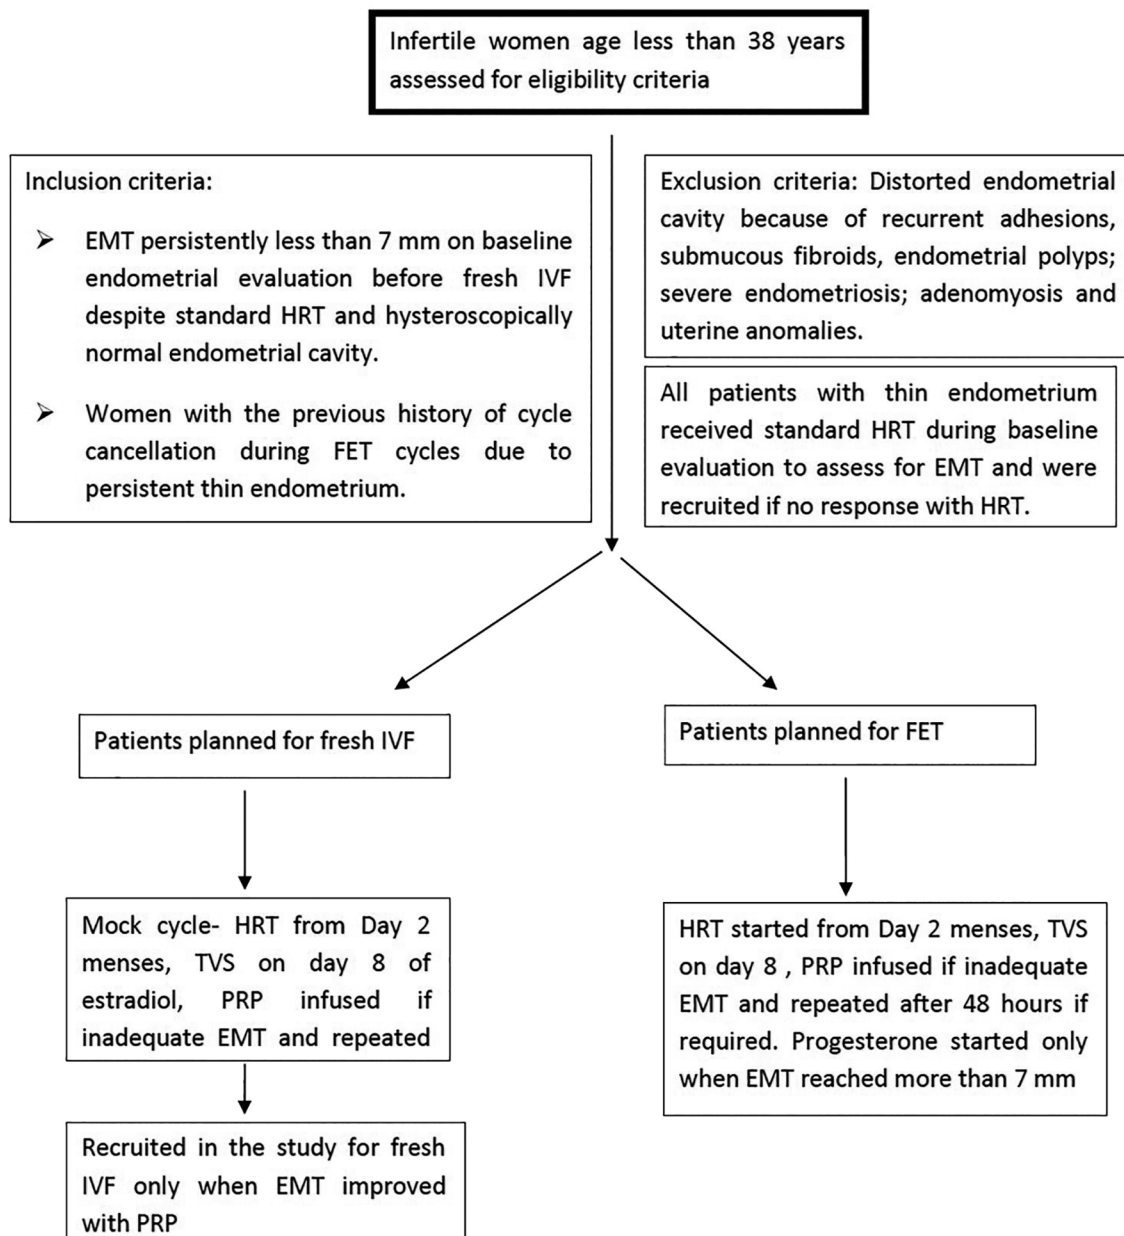 Infertile women age less than 38 years
assessed for eligibility criteria
Inclusion criteria:
➢ EMT persistently less than 7 mm on baseline
endometrial evaluation before fresh IVF
despite standard HRT and hysteroscopically
normal endometrial cavity.
➢ Women with the previous history of cycle
cancellation during FET cycles due to
persistent thin endometrium.
Exclusion criteria: Distorted endometrial
cavity because of recurrent adhesions,
submucous fibroids, endometrial polyps;
severe endometriosis; adenomyosis and
uterine anomalies.
All patients with thin endometrium
received standard HRT during baseline
evaluation to assess for EMT and were
recruited if no response with HRT.
Patients planned for fresh IVF
Mock cycle- HRT from Day 2
menses, TVS on day 8 of
estradiol, PRP infused if
inadequate EMT and repeated
Recruited in the study for fresh
IVF only when EMT improved
with PRP
Patients planned for FET
HRT started from Day 2 menses, TVS
on day 8 , PRP infused if inadequate
EMT and repeated after 48 hours if
required. Progesterone started only
when EMT reached more than 7 mm